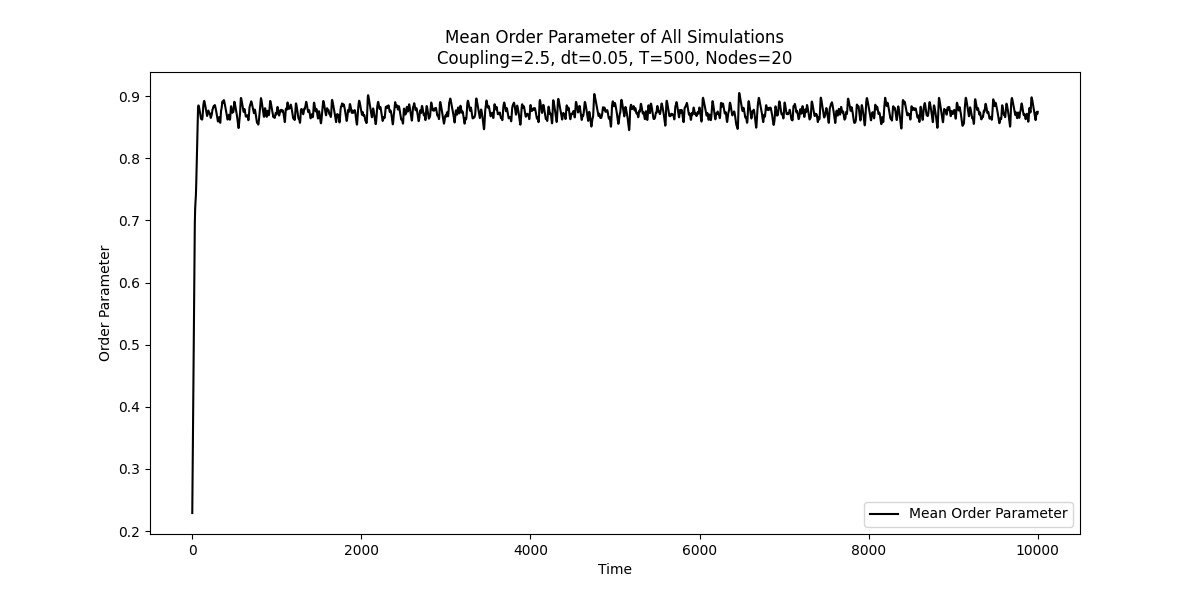 Mean Order Parameter of All Simulations
Coupling=2.5, dt=0.05, T=500, Nodes=20
0.9
0.8
0.7
0.6
0.5
0.4
0.3
0.2
Order Parameter
Mean Order Parameter
0 2000 4000 6000 8000 10000
Time